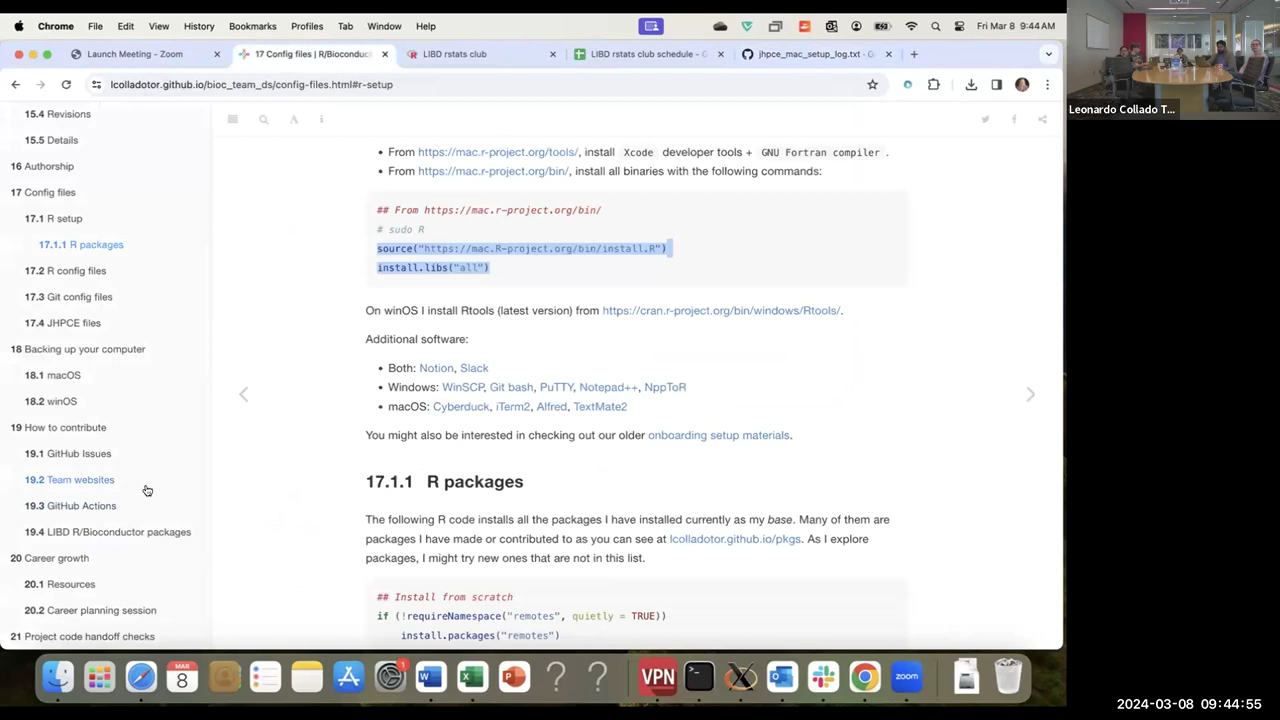 Chrome File Edit View History Bookmarks Profiles Tab Window Help Fri Mar 8 9:44 AM
Launch Meeting - Zoom
17 Config files | R/Bioconduc
LIBD rstats club
LIBD rstats club schedule - G
jhpce_mac_setup_log.txt - G
lcolladotor.github.io/bioc_team_ds/config-files.html#r-setup
Leonardo Collado T...
15.4 Revisions
15.5 Details
16 Authorship
17 Config files
17.1 R setup
17.1.1 R packages
17.2 R config files
17.3 Git config files
17.4 JHPCE files
18 Backing up your computer
18.1 macOS
18.2 winOS
19 How to contribute
19.1 GitHub Issues
19.2 Team websites
19.3 GitHub Actions
19.4 LIBD R/Bioconductor packages
20 Career growth
20.1 Resources
20.2 Career planning session
21 Project code handoff checks
• From https://mac.r-project.org/tools/, install Xcode developer tools + GNU Fortran compiler .
• From https://mac.r-project.org/bin/, install all binaries with the following commands:
## From https://mac.r-project.org/bin/
# sudo R
source("https://mac.R-project.org/bin/install.R")
install.libs("all")
On winOS I install Rtools (latest version) from https://cran.r-project.org/bin/windows/Rtools/.
Additional software:
• Both: Notion, Slack
• Windows: WinSCP, Git bash, PuTTY, Notepad++, NppToR
• macOS: Cyberduck, iTerm2, Alfred, TextMate2
You might also be interested in checking out our older onboarding setup materials.
17.1.1 R packages
The following R code installs all the packages I have installed currently as my base. Many of them are
packages I have made or contributed to as you can see at lcolladotor.github.io/pkgs. As I explore
packages, I might try new ones that are not in this list.
## Install from scratch
if (!requireNamespace("remotes", quietly = TRUE))
install.packages("remotes")
MAR
8
1
VPN
zoom
2024-03-08 09:44:55